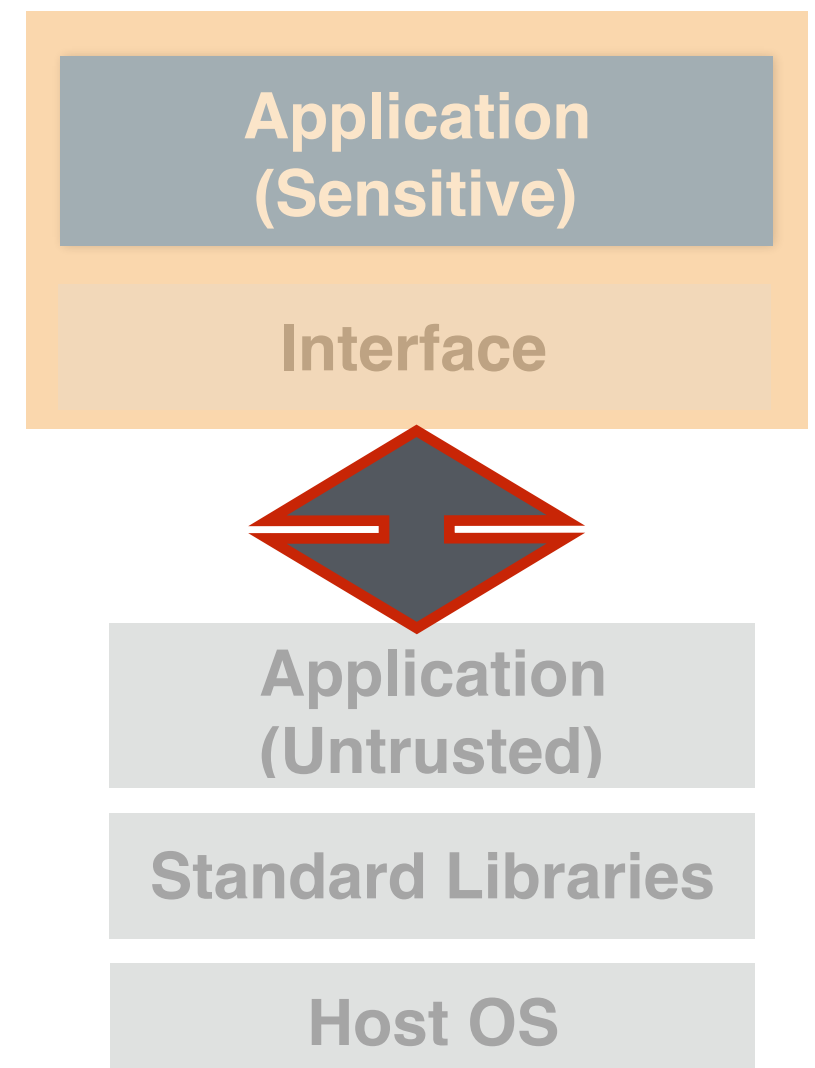 Application
(Sensitive)
Interface
Application
(Untrusted)
Standard Libraries
Host OS